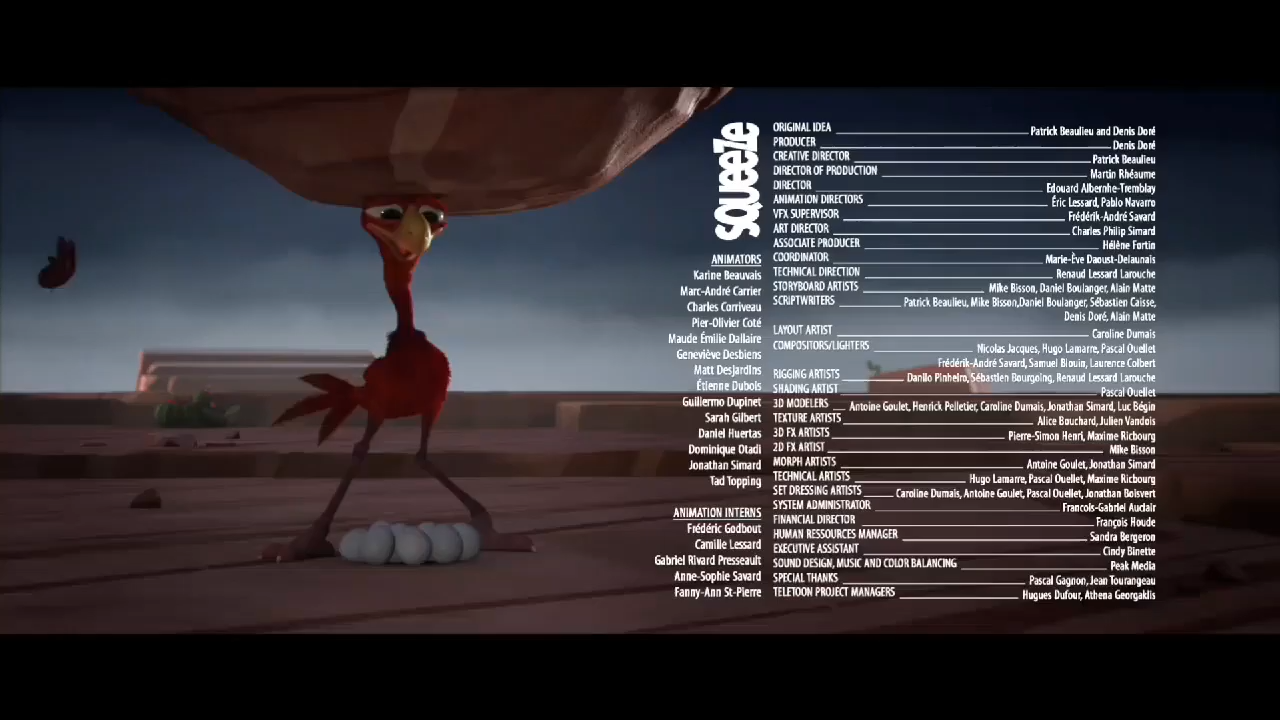 squeeze
ANIMATORS
Karine Beauvais
Marc-André Carrier
Charles Corriveau
Pier-Olivier Coté
Maude Émilie Dallaire
Geneviève Desbiens
Matt Desjardins
Étienne Dubois
Guillermo Dupinet
Sarah Gilbert
Daniel Huertas
Dominique Otadi
Jonathan Simard
Tad Topping
ANIMATION INTERNS
Frédéric Godbout
Camille Lessard
Gabriel Rivard Presseault
Anne-Sophie Savard
Fanny-Ann St-Pierre
ORIGINAL IDEA Patrick Beaulieu and Denis Doré
PRODUCER Denis Doré
CREATIVE DIRECTOR Patrick Beaulieu
DIRECTOR OF PRODUCTION Martin Rhéaume
DIRECTOR Edouard Albernhe-Tremblay
ANIMATION DIRECTORS Éric Lessard, Pablo Navarro
VFX SUPERVISOR Frédérik-André Savard
ART DIRECTOR Charles Philip Simard
ASSOCIATE PRODUCER Hélène Fortin
COORDINATOR Marie-Ève Daoust-Delaunais
TECHNICAL DIRECTION Renaud Lessard Larouche
STORYBOARD ARTISTS Mike Bisson, Daniel Boulanger, Alain Matte
SCRIPTWRITERS Patrick Beaulieu, Mike Bisson,Daniel Boulanger, Sébastien Caisse,
Denis Doré, Alain Matte
LAYOUT ARTIST Caroline Dumais
COMPOSITORS/LIGHTERS Nicolas Jacques, Hugo Lamarre, Pascal Ouellet
Frédérik-André Savard, Samuel Blouin, Laurence Colbert
RIGGING ARTISTS Danilo Pinheiro, Sébastien Bourgoing, Renaud Lessard Larouche
SHADING ARTIST Pascal Ouellet
3D MODELERS Antoine Goulet, Henrick Pelletier, Caroline Dumais, Jonathan Simard, Luc Bégin
TEXTURE ARTISTS Alice Bouchard, Julien Vandois
3D FX ARTISTS Pierre-Simon Henri, Maxime Ricbourg
2D FX ARTIST Mike Bisson
MORPH ARTISTS Antoine Goulet, Jonathan Simard
TECHNICAL ARTISTS Hugo Lamarre, Pascal Ouellet, Maxime Ricbourg
SET DRESSING ARTISTS Caroline Dumais, Antoine Goulet, Pascal Ouellet, Jonathan Boisvert
SYSTEM ADMINISTRATOR Francois-Gabriel Auclair
FINANCIAL DIRECTOR François Houde
HUMAN RESSOURCES MANAGER Sandra Bergeron
EXECUTIVE ASSISTANT Cindy Binette
SOUND DESIGN, MUSIC AND COLOR BALANCING Peak Media
SPECIAL THANKS Pascal Gagnon, Jean Tourangeau
TELETOON PROJECT MANAGERS Hugues Dufour, Athena Georgaklis